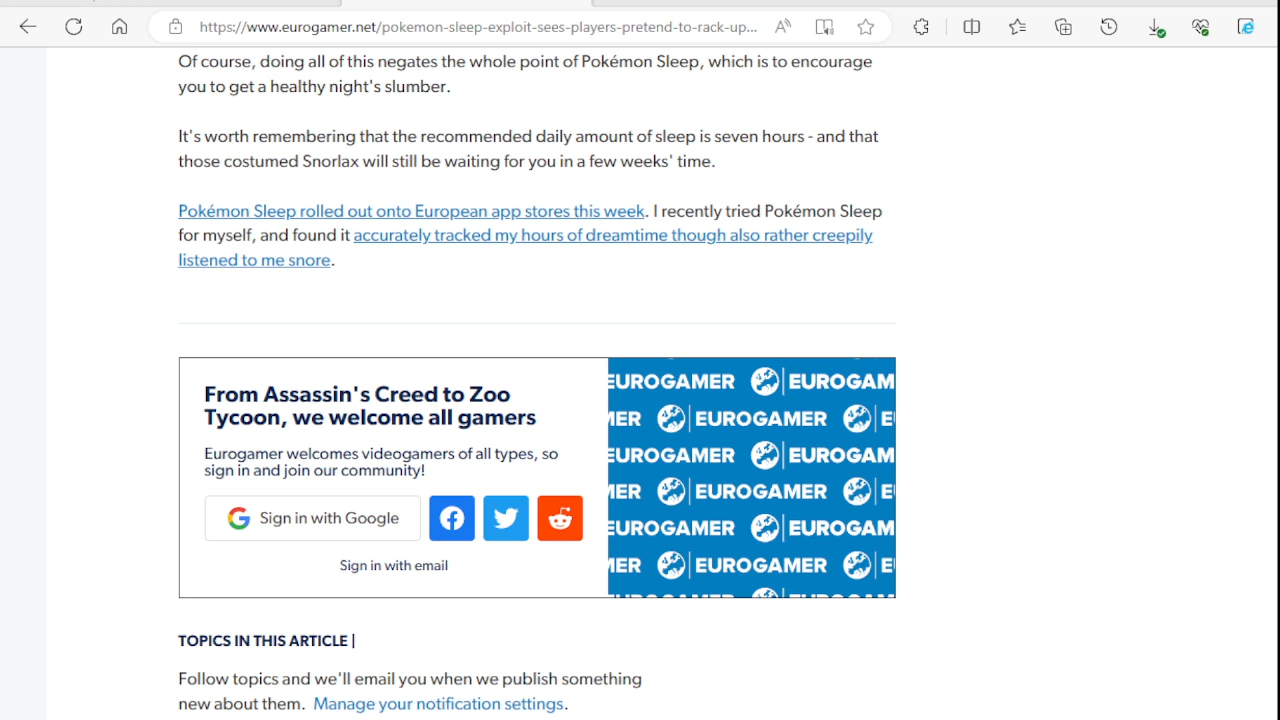 https://www.eurogamer.net/pokemon-sleep-exploit-sees-players-pretend-to-rack-up...
Of course, doing all of this negates the whole point of Pokémon Sleep, which is to encourage
you to get a healthy night's slumber.
It's worth remembering that the recommended daily amount of sleep is seven hours - and that
those costumed Snorlax will still be waiting for you in a few weeks' time.
Pokémon Sleep rolled out onto European app stores this week. I recently tried Pokémon Sleep
for myself, and found it accurately tracked my hours of dreamtime though also rather creepily
listened to me snore.
From Assassin's Creed to Zoo
Tycoon, we welcome all gamers
Eurogamer welcomes videogamers of all types, so
sign in and join our community!
Sign in with Google
Sign in with email
EUROGAMER EUROGAM
MER EUROGAMER E
EUROGAMER EUROGAM
MER EUROGAMER E
EUROGAMER EUROGAM
MER EUROGAMER E
TOPICS IN THIS ARTICLE |
Follow topics and we'll email you when we publish something
new about them. Manage your notification settings.